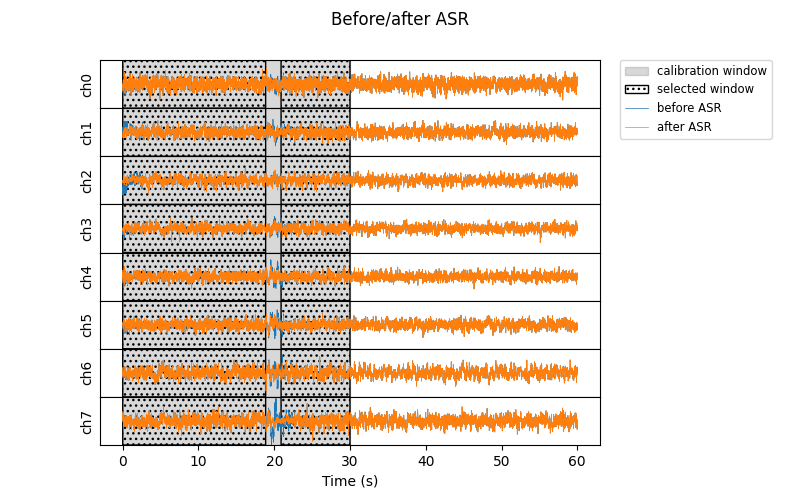 Before/after ASR
calibration window
selected window
before ASR
after ASR
ch0
ch1
ch2
ch3
ch4
ch5
ch6
ch7
0 10 20 30 40 50 60
Time (s)